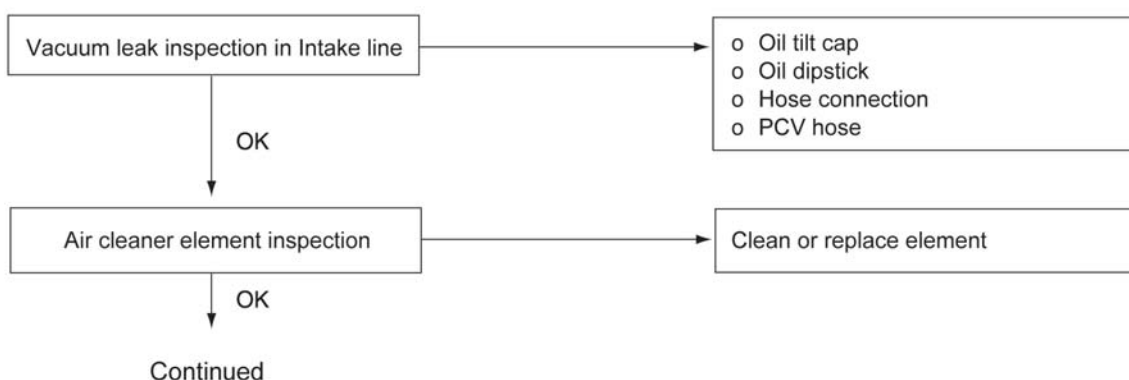 Vacuum leak inspection in Intake line
o Oil tilt cap
o Oil dipstick
o Hose connection
o PCV hose
OK
Air cleaner element inspection
Clean or replace element
OK
Continued